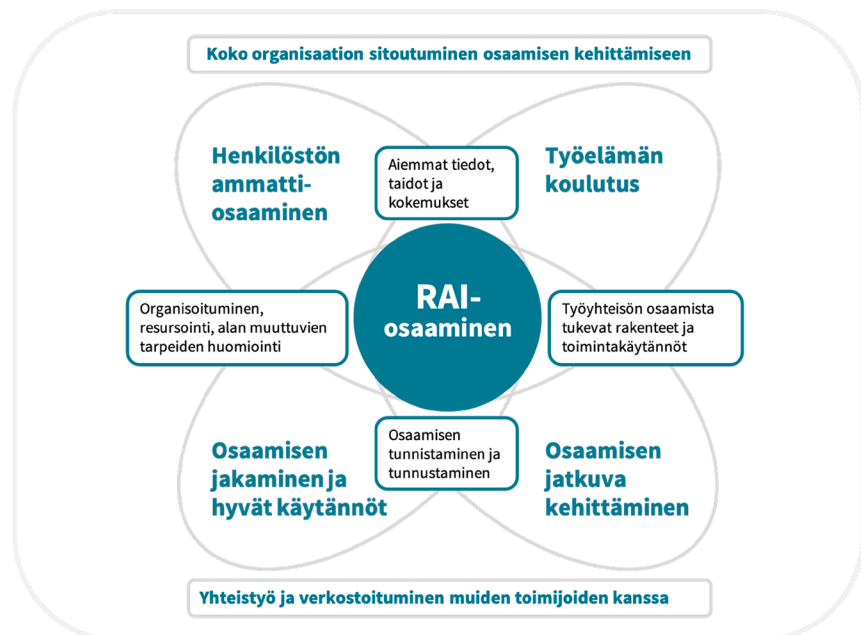 Koko organisaation sitoutuminen osaamisen kehittämiseen
Henkilöstön
ammatti-
osaaminen
Aiemmat tiedot,
taidot ja
kokemukset
Työelämän
koulutus
Organisoituminen,
resursointi, alan muuttuvien
tarpeiden huomiointi
RAI-
osaaminen
Työyhteisön osaamista
tukevat rakenteet ja
toimintakäytännöt
Osaamisen
jakaminen ja
hyvät käytännöt
Osaamisen
tunnistaminen ja
tunnustaminen
Osaamisen
jatkuva
kehittäminen
Yhteistyö ja verkostoituminen muiden toimijoiden kanssa